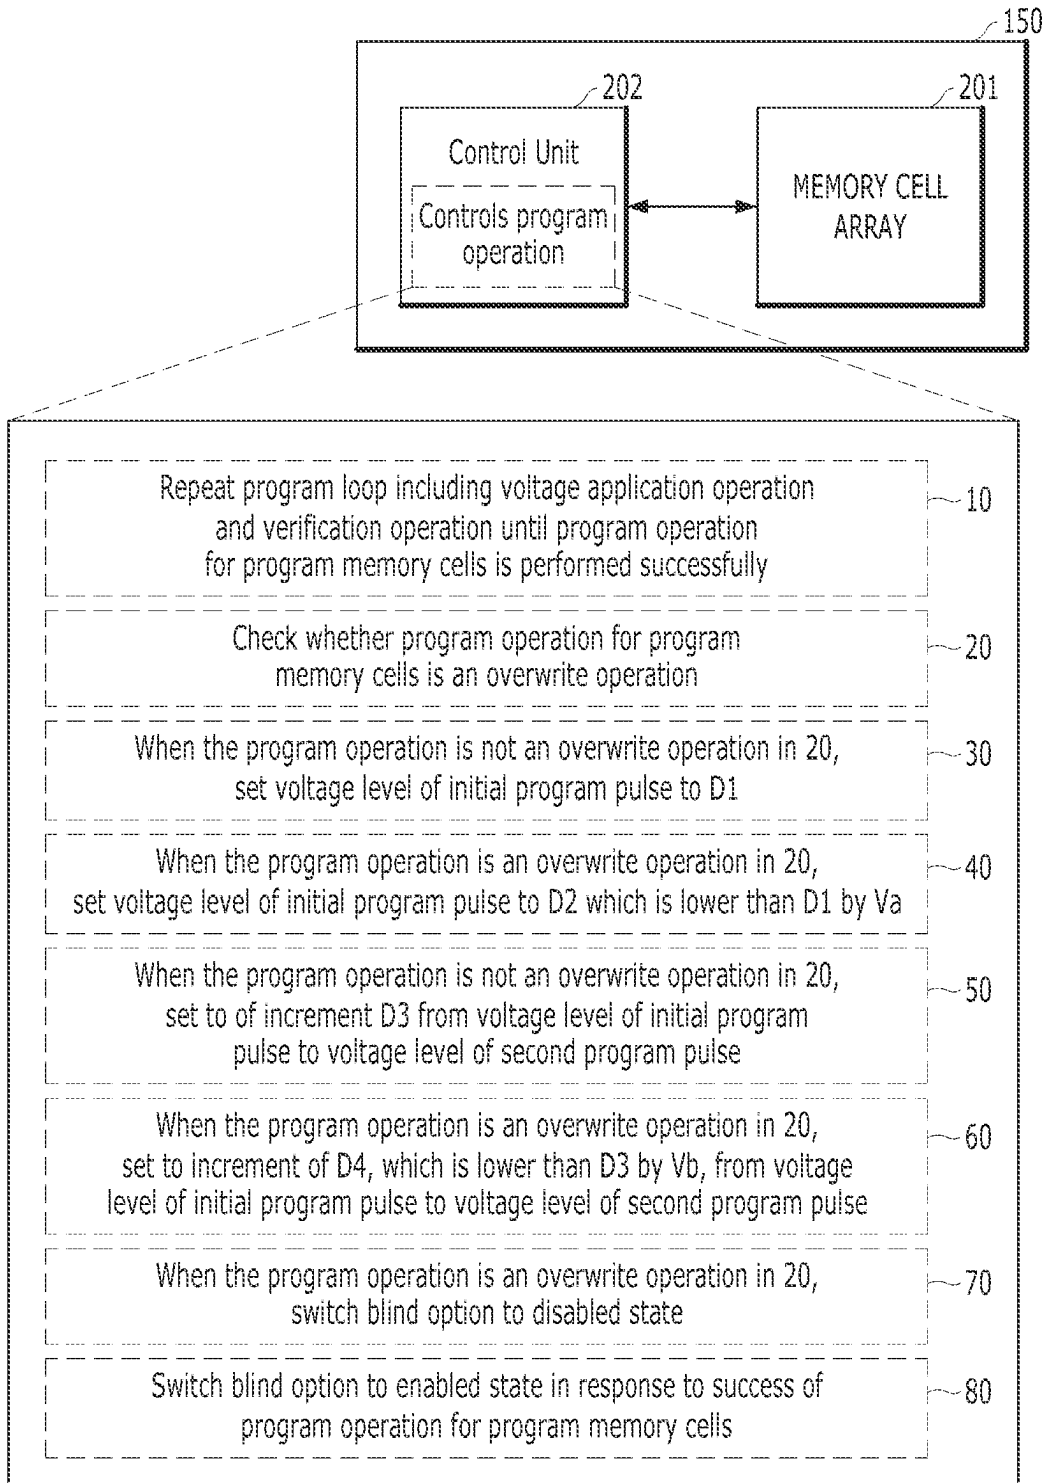 150
202
201
Control Unit
Controls program
operation
MEMORY CELL
ARRAY
Repeat program loop including voltage application operation
and verification operation until program operation
for program memory cells is performed successfully
10
Check whether program operation for program
memory cells is an overwrite operation
20
When the program operation is not an overwrite operation in 20,
set voltage level of initial program pulse to D1
30
When the program operation is an overwrite operation in 20,
set voltage level of initial program pulse to D2 which is lower than D1 by Va
40
When the program operation is not an overwrite operation in 20,
set to of increment D3 from voltage level of initial program
pulse to voltage level of second program pulse
50
When the program operation is an overwrite operation in 20,
set to increment of D4, which is lower than D3 by Vb, from voltage
level of initial program pulse to voltage level of second program pulse
60
When the program operation is an overwrite operation in 20,
switch blind option to disabled state
70
Switch blind option to enabled state in response to success of
program operation for program memory cells
80